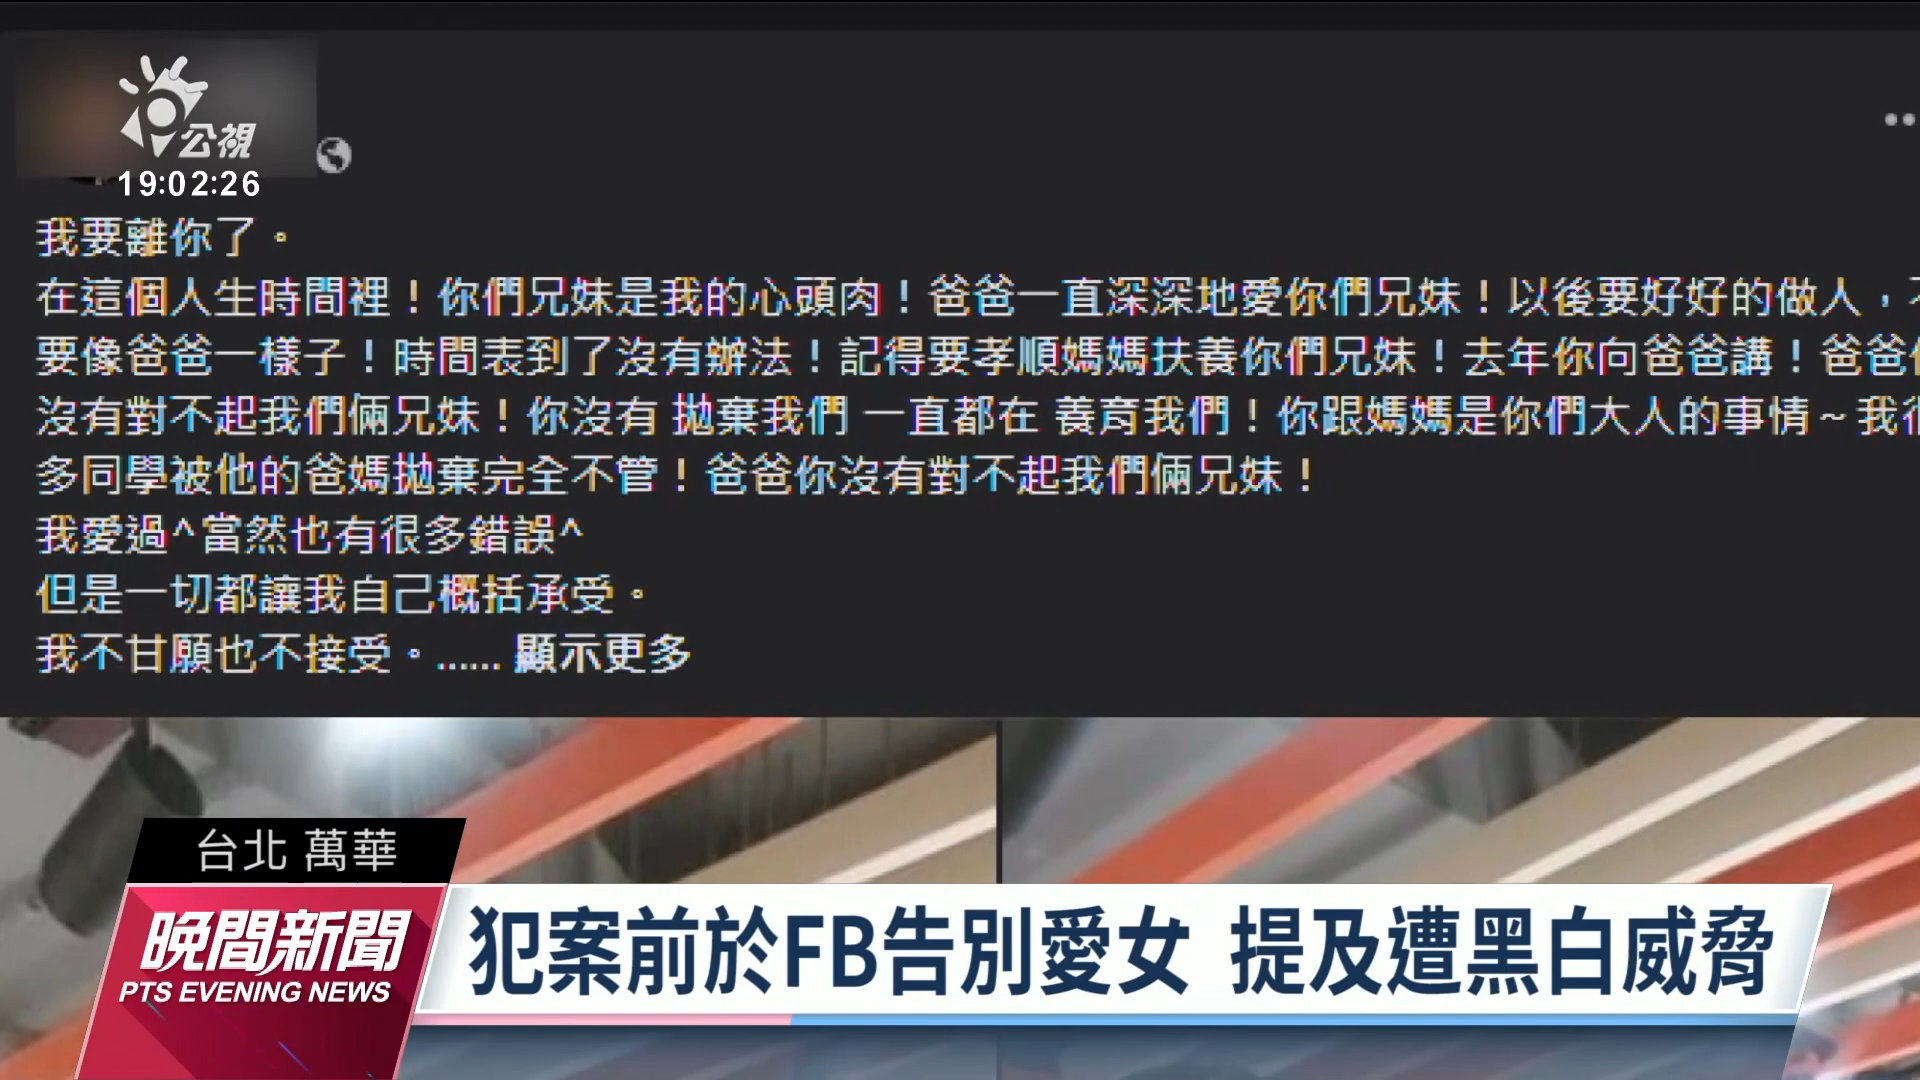 公視
19:02:26
我要離你了。
在這個人生時間裡！你們兄妹是我的心頭肉！爸爸一直深深地愛你們兄妹！以後要好好的做人，不
要像爸爸一樣子！時間表到了沒有辦法！記得要孝順媽媽扶養你們兄妹！去年你向爸爸講！爸爸
沒有對不起我們倆兄妹！你沒有 拋棄我們 一直都在 養育我們！你跟媽媽是你們大人的事情～我很
多同學被他的爸媽拋棄完全不管！爸爸你沒有對不起我們倆兄妹！
我愛過^當然也有很多錯誤^
但是一切都讓我自己概括承受。
我不甘願也不接受。...... 顯示更多
台北 萬華
晚間新聞
PTS EVENING NEWS
犯案前於FB告別愛女 提及遭黑白威脅